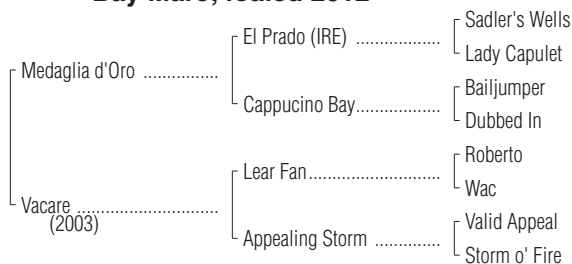 Bay Mare, foaled 2012
Sadler's Wells
El Prado (IRE) ..................
Lady Capulet
Medaglia d'Oro ................
Bailjumper
Cappucino Bay..................
Dubbed In
Roberto
Lear Fan............................
Wac
Vacare ..............................
(2003)
Valid Appeal
Appealing Storm ..............
Storm o' Fire